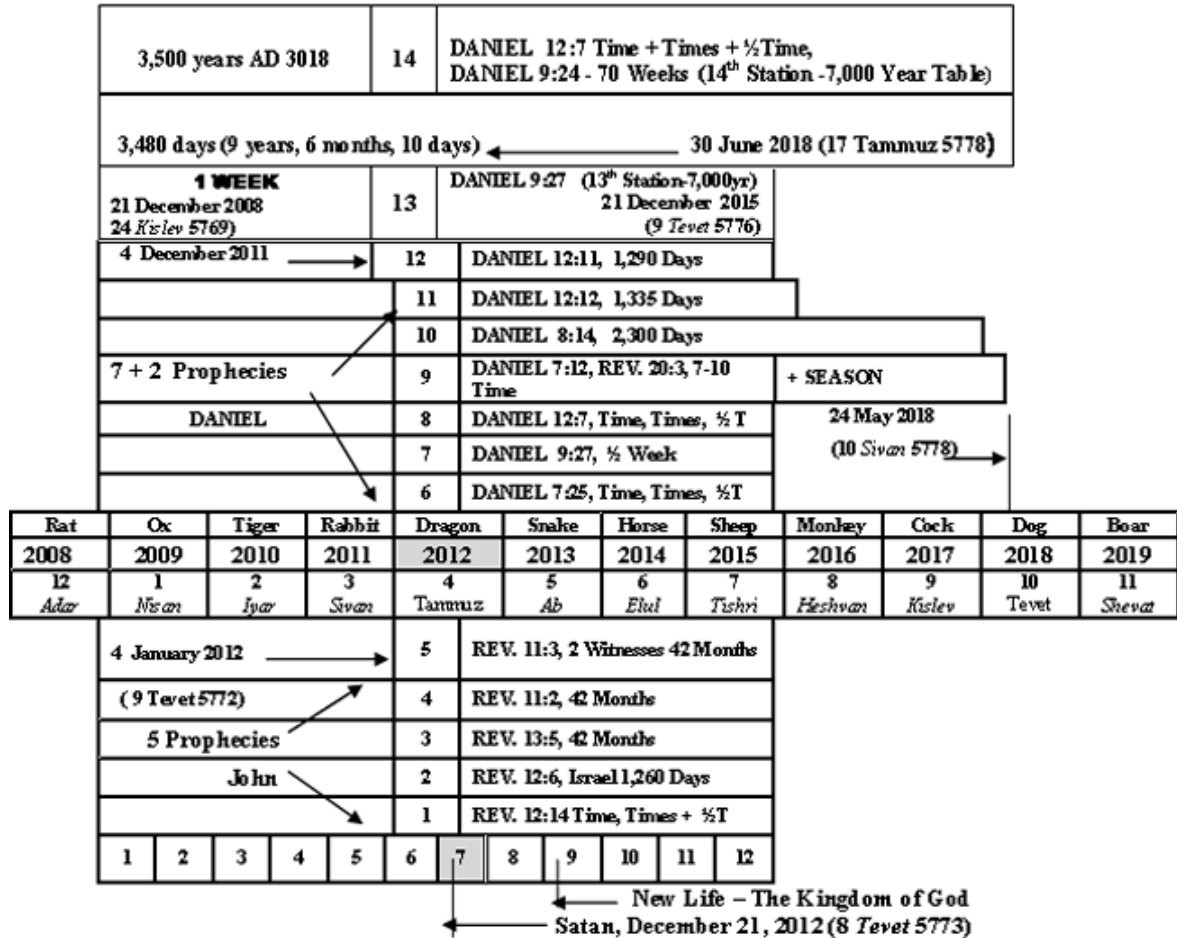 3,500 years AD 3018 14 DANIEL 12:7 Time + Times + ½Time,
DANIEL 9:24 - 70 Weeks (14th Station -7,000 Year Table)
3,480 days (9 years, 6 months, 10 days) 30 June 2018 (17 Tammuz 5778)
1 WEEK
21 December 2008
24 Kislev 5769)
13
DANIEL 9:27 (13th Station-7,000yr)
21 December 2015
(9 Tevet 5776)
4 December 2011 12 DANIEL 12:11, 1,290 Days
11 DANIEL 12:12, 1,335 Days
10 DANIEL 8:14, 2,300 Days
7 + 2 Prophecies 9 DANIEL 7:12, REV. 20:3, 7-10
Time
+ SEASON
DANIEL 8 DANIEL 12:7, Time, Times, ½ T 24 May 2018
7 DANIEL 9:27, ½ Week (10 Sivan 5778)
6 DANIEL 7:25, Time, Times, ½T
Rat Ox Tiger Rabbit Dragon Snake Horse Sheep Monkey Cock Dog Boar
2008 2009 2010 2011 2012 2013 2014 2015 2016 2017 2018 2019
12 1 2 3 4 5 6 7 8 9 10 11
Adar Nisan Iyar Sivan Tammuz Ab Elul Tishri Heshvan Kislev Tevet Shevat
4 January 2012 5 REV. 11:3, 2 Witnesses 42 Months
( 9 Tevet 5772) 4 REV. 11:2, 42 Months
5 Prophecies 3 REV. 13:5, 42 Months
John 2 REV. 12:6, Israel 1,260 Days
1 REV. 12:14 Time, Times + ½T
1 2 3 4 5 6 7 8 9 10 11 12
New Life – The Kingdom of God
Satan, December 21, 2012 (8 Tevet 5773)